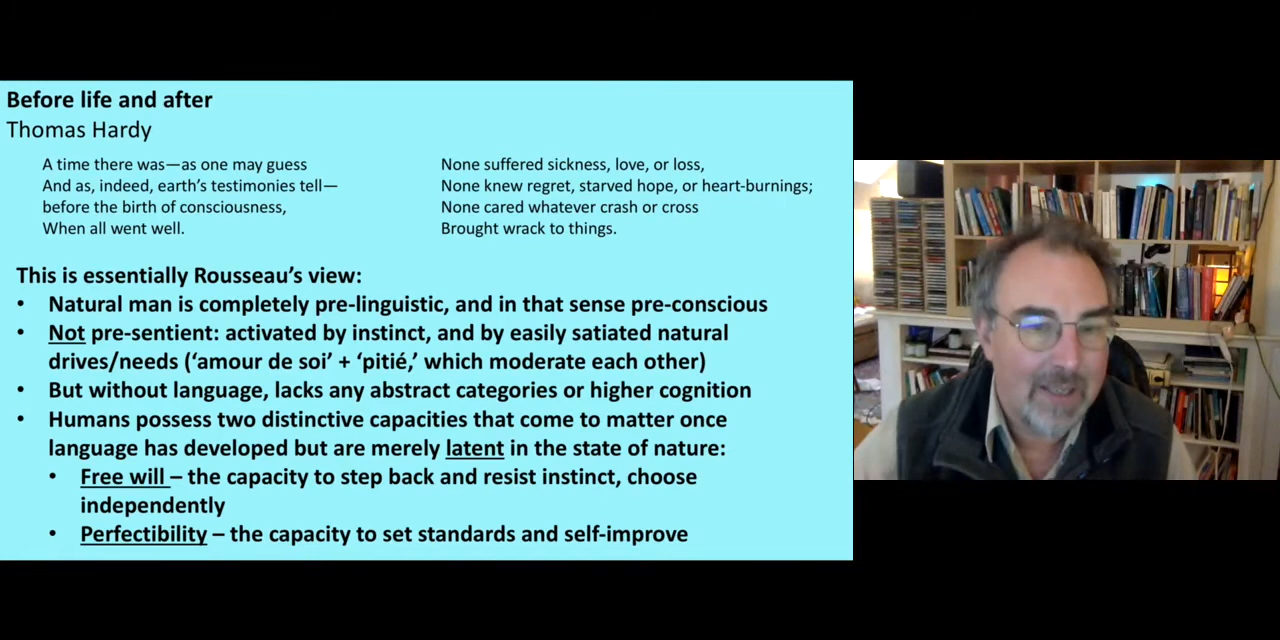 Before life and after
Thomas Hardy
A time there was—as one may guess
And as, indeed, earth's testimonies tell—
before the birth of consciousness,
When all went well.
None suffered sickness, love, or loss,
None knew regret, starved hope, or heart-burnings;
None cared whatever crash or cross
Brought wrack to things.
This is essentially Rousseau's view:
• Natural man is completely pre-linguistic, and in that sense pre-conscious
• Not pre-sentient: activated by instinct, and by easily satiated natural
drives/needs ('amour de soi' + 'pitié,' which moderate each other)
• But without language, lacks any abstract categories or higher cognition
• Humans possess two distinctive capacities that come to matter once
language has developed but are merely latent in the state of nature:
• Free will – the capacity to step back and resist instinct, choose
independently
• Perfectibility – the capacity to set standards and self-improve